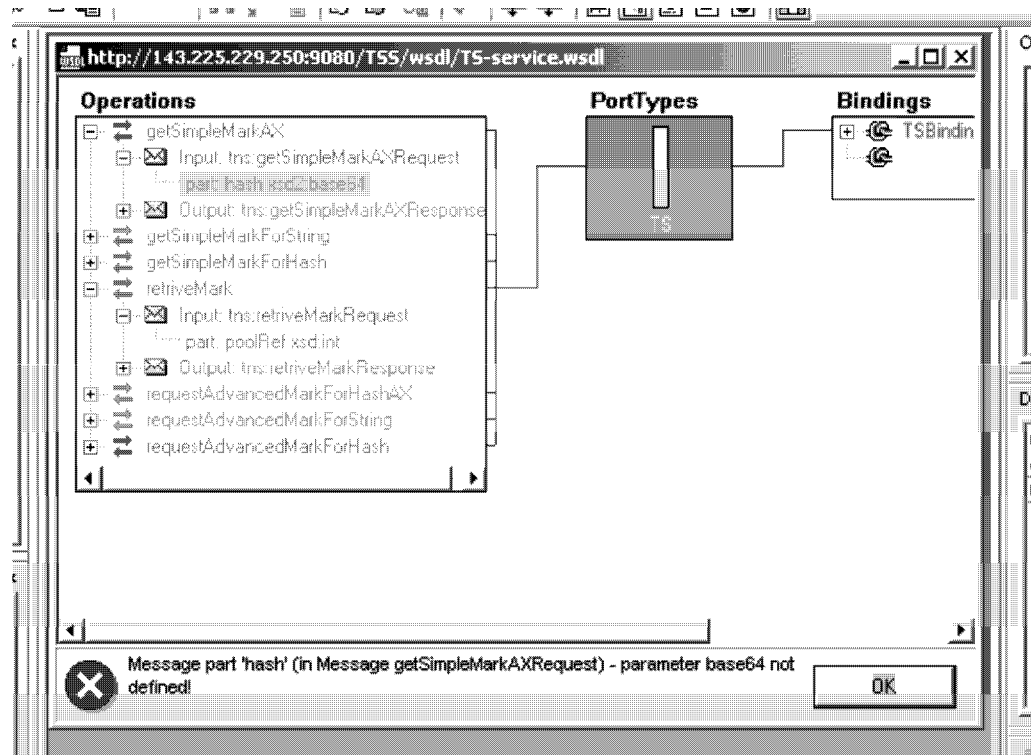 http://143.225.229.250:9080/TSS/wsdl/TS-service.wsdl
Operations
PortTypes
Bindings
getSimpleMarkAX
Input: tns:getSimpleMarkAXRequest
part: hash xsd2:base64
Output: tns:getSimpleMarkAXResponse
getSimpleMarkForString
getSimpleMarkForHash
retriveMark
Input: tns:retriveMarkRequest
part: poolRef xsd:int
Output: tns:retriveMarkResponse
requestAdvancedMarkForHashAX
requestAdvancedMarkForString
requestAdvancedMarkForHash
TS
TSBindin
Message part 'hash' (in Message getSimpleMarkAXRequest) - parameter base64 not
defined!
OK